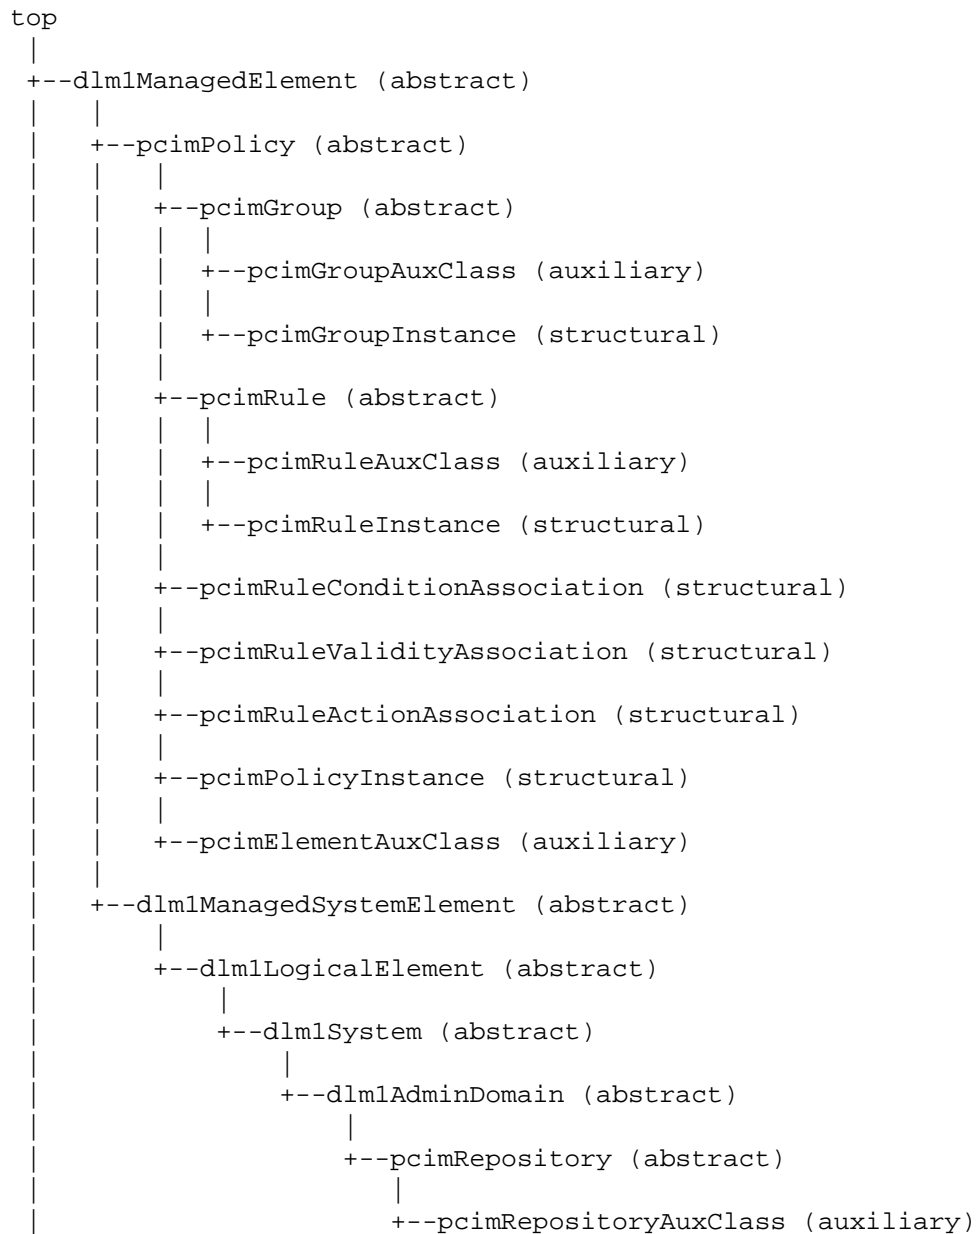 top
 |
 +--dlm1ManagedElement (abstract)
 |   |
 |   +--pcimPolicy (abstract)
 |   |   |
 |   |   +--pcimGroup (abstract)
 |   |   |  |
 |   |   |  +--pcimGroupAuxClass (auxiliary)
 |   |   |  |
 |   |   |  +--pcimGroupInstance (structural)
 |   |   |
 |   |   +--pcimRule (abstract)
 |   |   |  |
 |   |   |  +--pcimRuleAuxClass (auxiliary)
 |   |   |  |
 |   |   |  +--pcimRuleInstance (structural)
 |   |   |
 |   |   +--pcimRuleConditionAssociation (structural)
 |   |   |
 |   |   +--pcimRuleValidityAssociation (structural)
 |   |   |
 |   |   +--pcimRuleActionAssociation (structural)
 |   |   |
 |   |   +--pcimPolicyInstance (structural)
 |   |   |
 |   |   +--pcimElementAuxClass (auxiliary)
 |   |
 |   +--dlm1ManagedSystemElement (abstract)
 |       |
 |       +--dlm1LogicalElement (abstract)
 |           |
 |           +--dlm1System (abstract)
 |               |
 |               +--dlm1AdminDomain (abstract)
 |                   |
 |                   +--pcimRepository (abstract)
 |                      |
 |                      +--pcimRepositoryAuxClass (auxiliary)